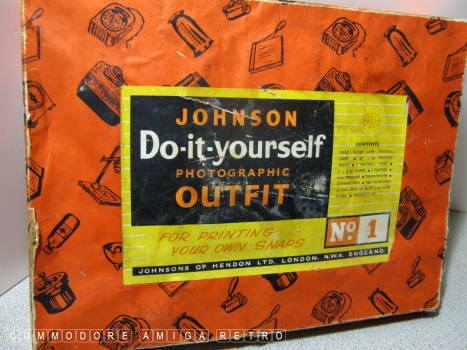 JOHNSON
Do-it-yourself
PHOTOGRAPHIC
OUTFIT
FOR PRINTING
YOUR OWN SNAPS
CONTENTS
No. 1
JOHNSONS OF HENDON LTD. LONDON. N.W.4. ENGLAND.
COMMODORE AMIGA RETRO